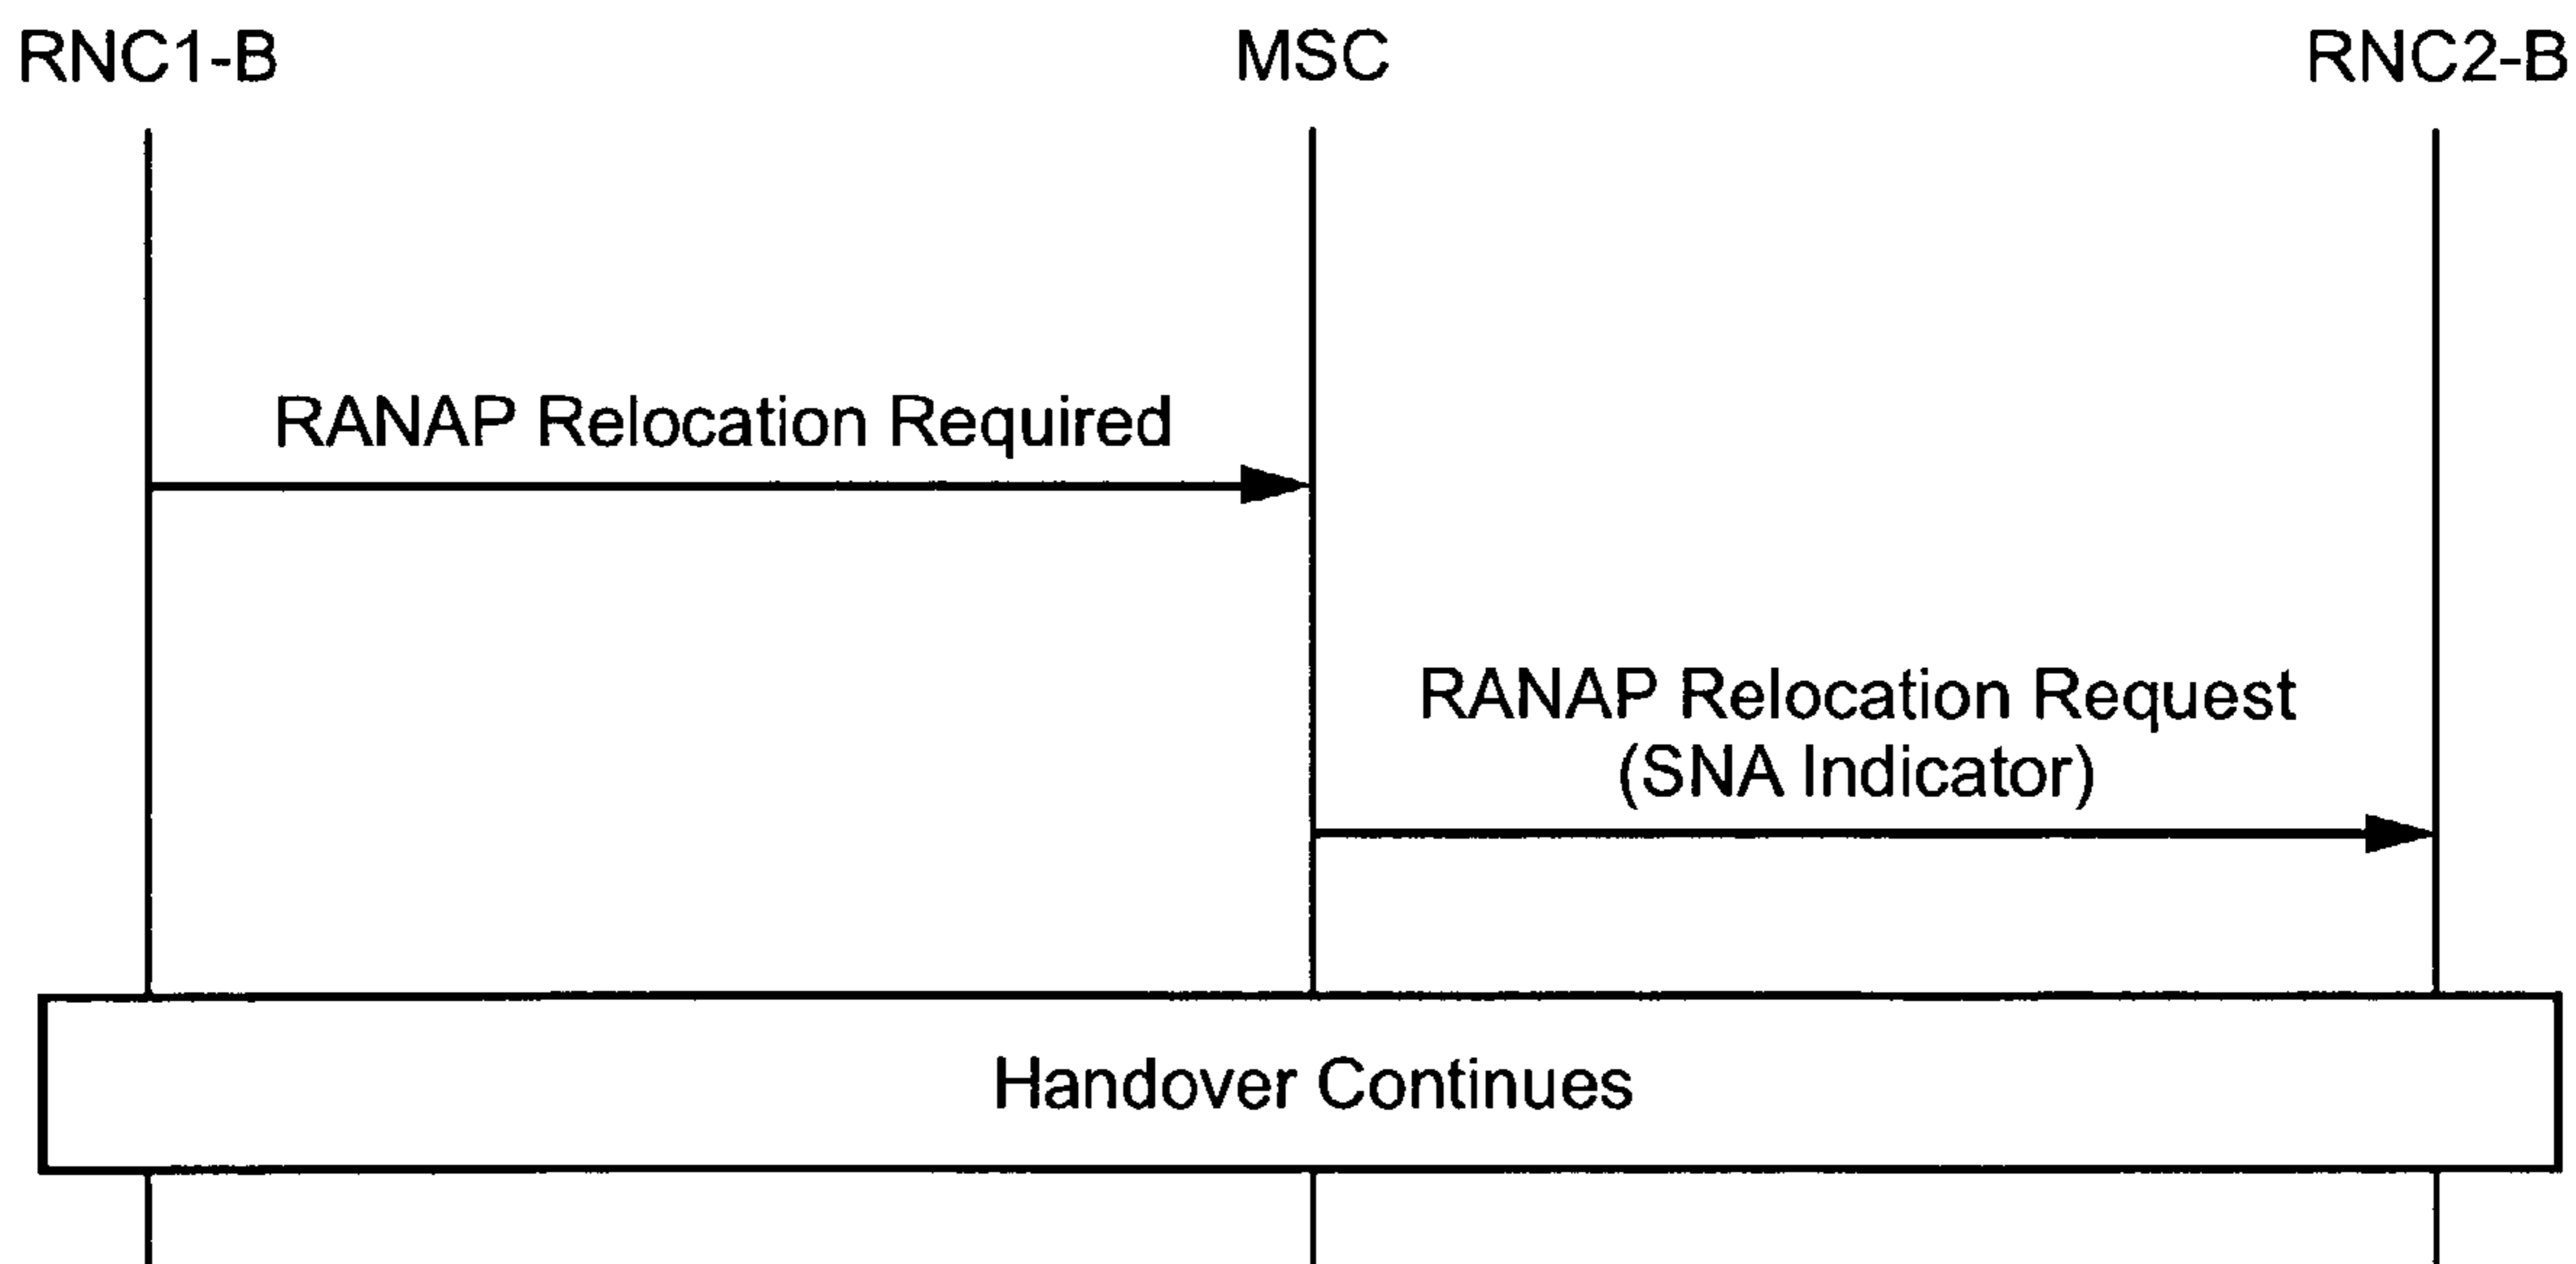 RNC1-B
MSC
RNC2-B
RANAP Relocation Required
RANAP Relocation Request
(SNA Indicator)
Handover Continues